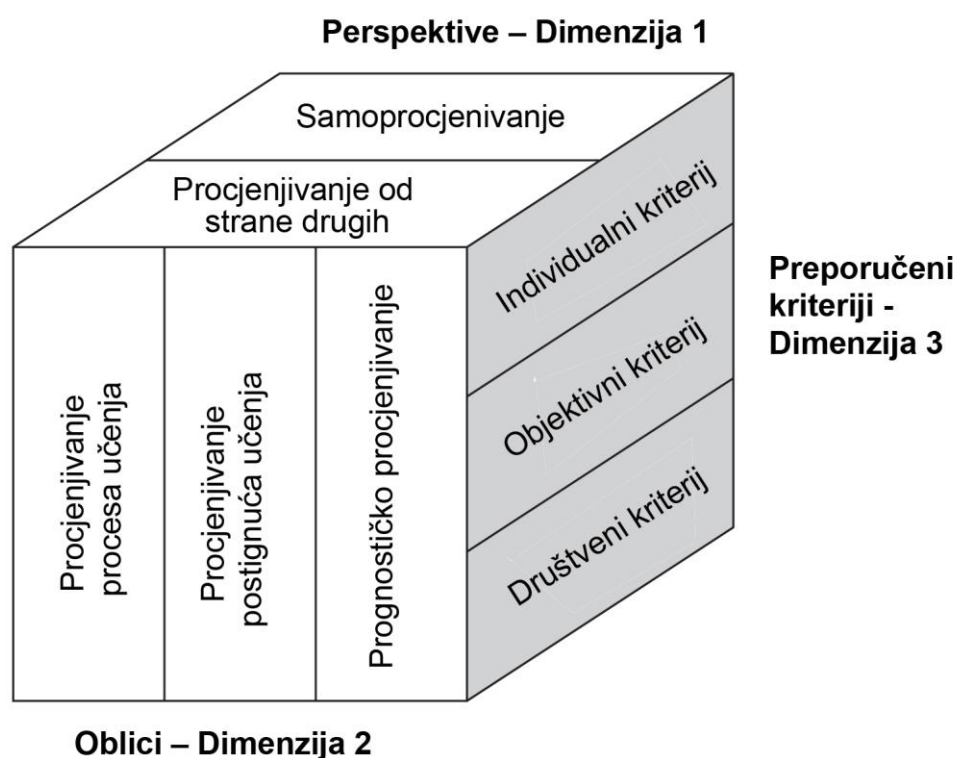 Perspektive – Dimenzija 1
Samoprocjenivanje
Procjenjivanje od
strane drugih
Procjenjivanje
procesa učenja
Procjenjivanje
postignuća učenja
Prognostičko procjenjivanje
Individualni kriterij
Objektivni kriterij
Društveni kriterij
Preporučeni
kriteriji -
Dimenzija 3
Oblici – Dimenzija 2